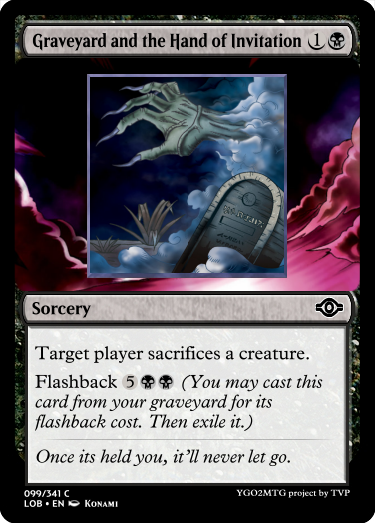 Graveyard and the Hand of Invitation 1
Sorcery
Target player sacrifices a creature.
Flashback 5 (You may cast this
card from your graveyard for its
flashback cost. Then exile it.)
Once its held you, it'll never let go.
099/341 C
LOB • EN Konami
YGO2MTG project by TVP